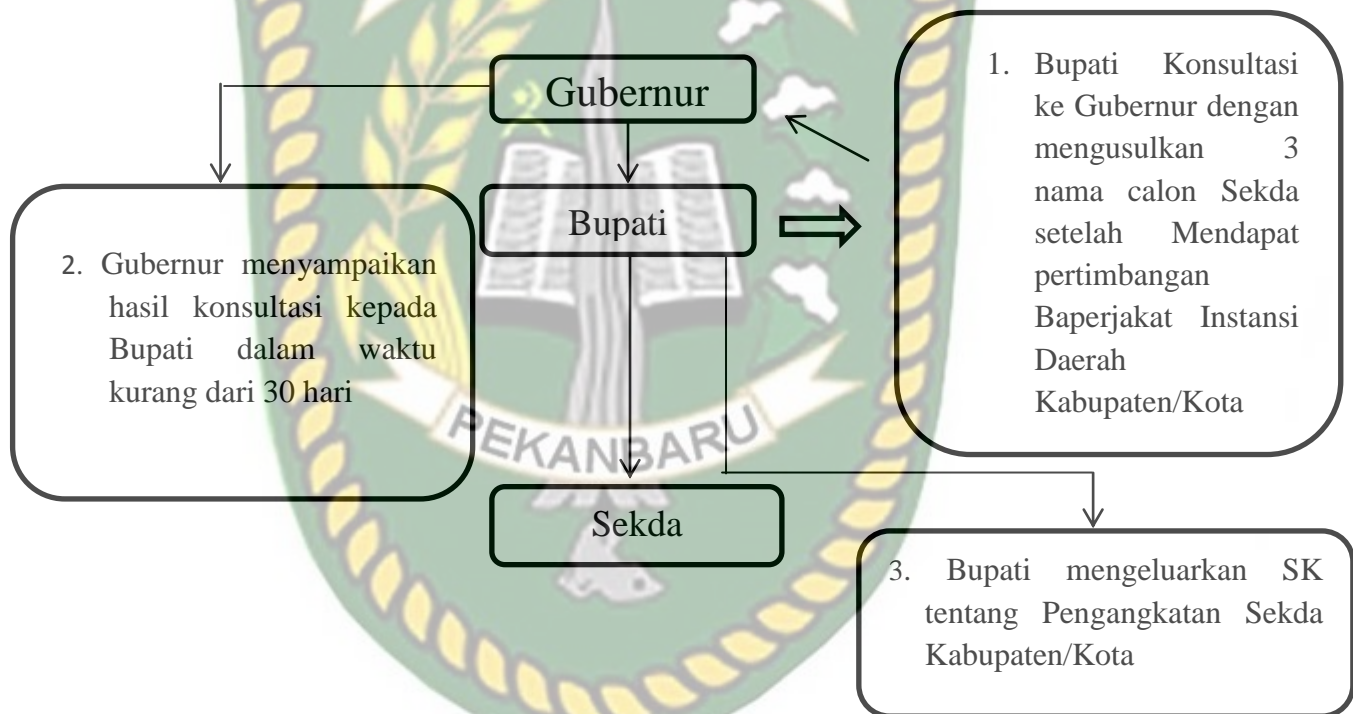 Gubernur
Bupati
Sekda
1. Bupati Konsultasi
ke Gubernur dengan
mengusulkan 3
nama calon Sekda
setelah Mendapat
pertimbangan
Baperjakat Instansi
Daerah
Kabupaten/Kota
2. Gubernur menyampaikan
hasil konsultasi kepada
Bupati dalam waktu
kurang dari 30 hari
3. Bupati mengeluarkan SK
tentang Pengangkatan Sekda
Kabupaten/Kota
PEKANBARU